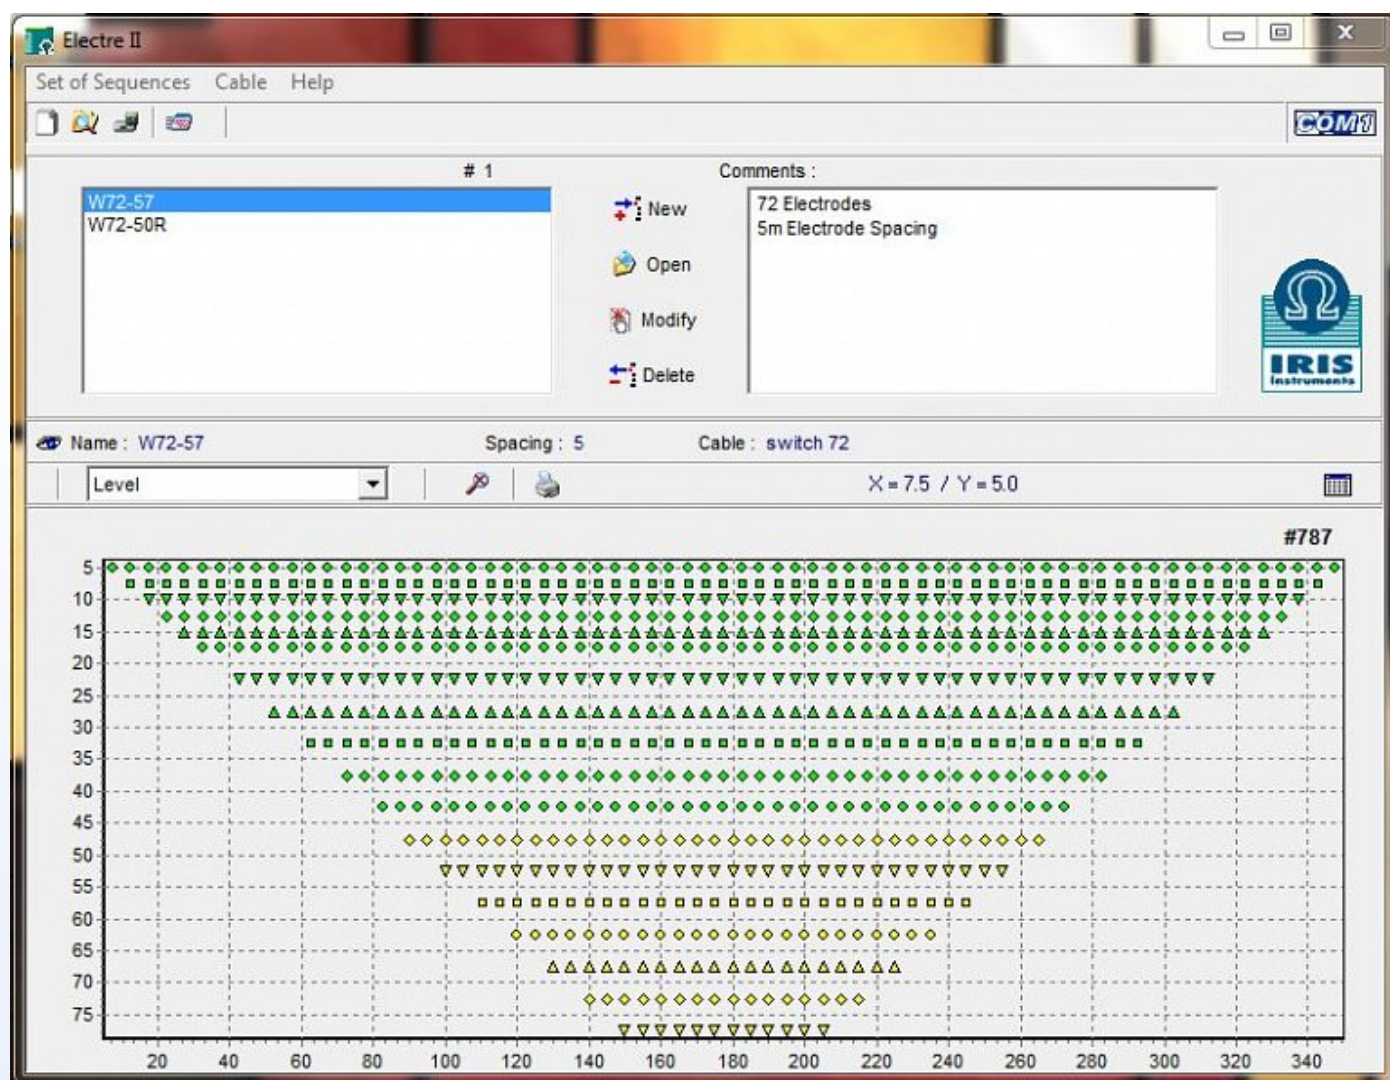 Electre II
Set of Sequences Cable Help
COM1
# 1
Comments :
W72-57
W72-50R
New
Open
Modify
Delete
72 Electrodes
5m Electrode Spacing
IRIS
Instruments
Name : W72-57 Spacing : 5 Cable : switch 72
Level X = 7.5 / Y = 5.0
#787
5
10
15
20
25
30
35
40
45
50
55
60
65
70
75
20 40 60 80 100 120 140 160 180 200 220 240 260 280 300 320 340